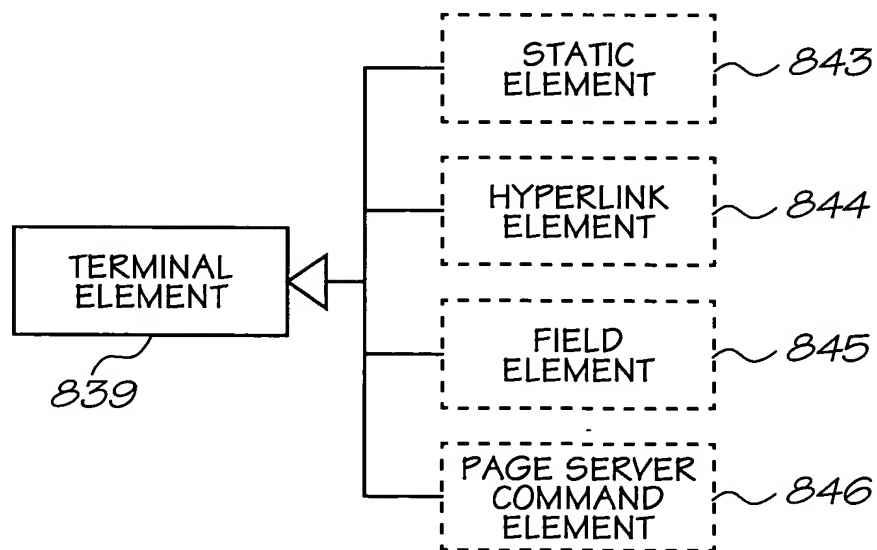 STATIC
ELEMENT
843
HYPERLINK
ELEMENT
844
TERMINAL
ELEMENT
839
FIELD
ELEMENT
845
PAGE SERVER
COMMAND
ELEMENT
846